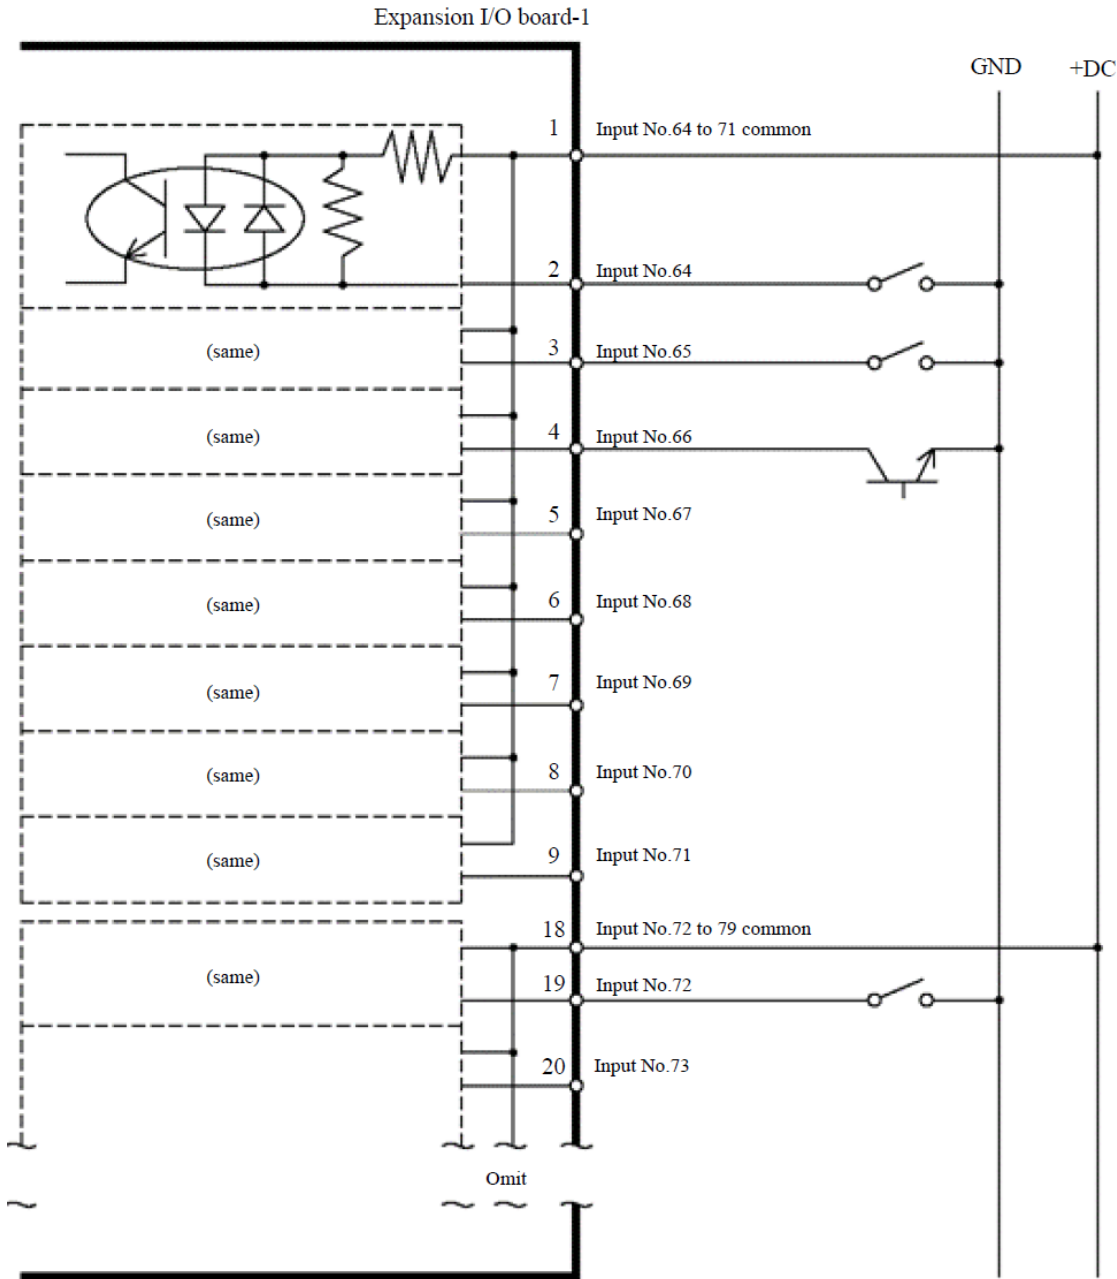 Expansion I/O board-1
GND
+DC
1
Input No.64 to 71 common
2
Input No.64
(same)
3
Input No.65
(same)
4
Input No.66
(same)
5
Input No.67
(same)
6
Input No.68
(same)
7
Input No.69
(same)
8
Input No.70
(same)
9
Input No.71
18
Input No.72 to 79 common
(same)
19
Input No.72
20
Input No.73
Omit